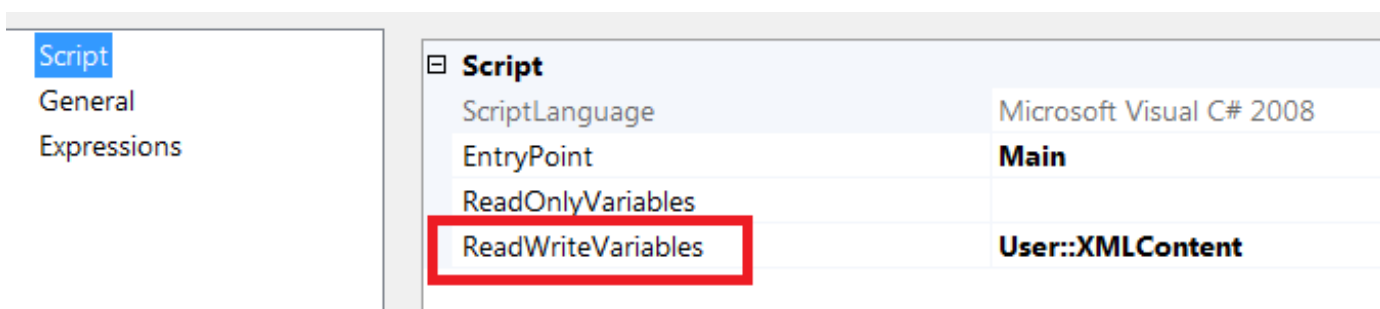 Script
General
Expressions
Script
ScriptLanguage Microsoft Visual C# 2008
EntryPoint Main
ReadOnlyVariables
ReadWriteVariables User::XMLContent